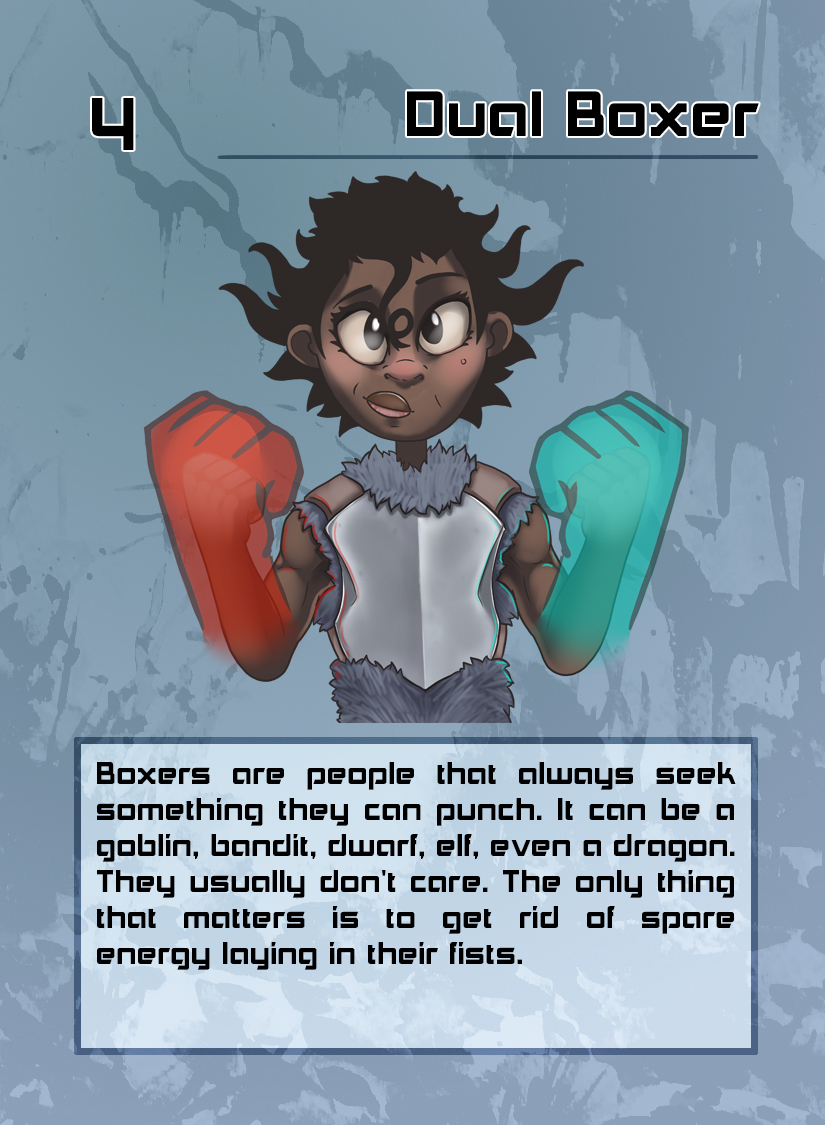 4
Dual Boxer
Boxers are people that always seek
something they can punch. It can be a
goblin, bandit, dwarf, elf, even a dragon.
They usually don't care. The only thing
that matters is to get rid of spare
energy laying in their fists.